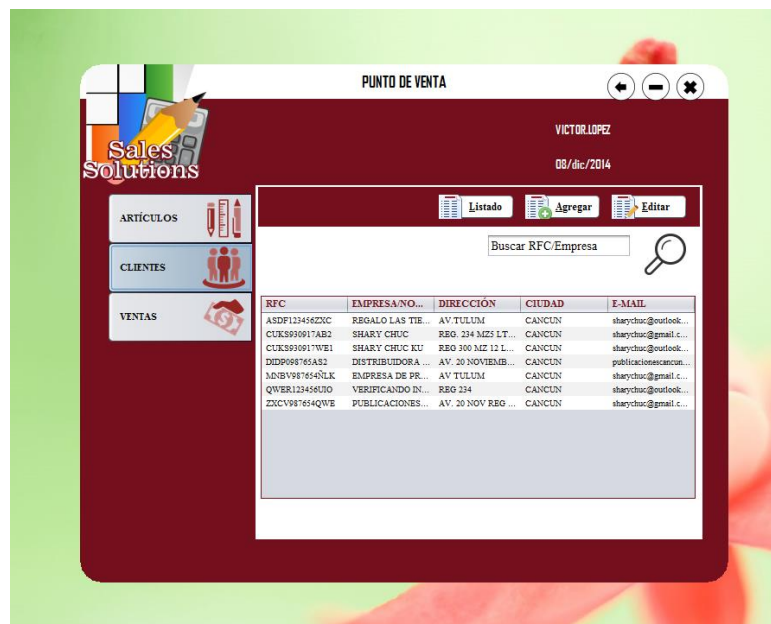 PUNTO DE VENTA
VICTOR.LOPEZ
08/dic/2014
Sales
Solutions
ARTÍCULOS
CLIENTES
VENTAS
Listado Agregar Editar
Buscar RFC/Empresa
RFC EMPRESA/NO... DIRECCIÓN CIUDAD E-MAIL
ASDF123456ZXC REGALO LAS TIE... AV.TULUM CANCUN sharychuc@outlook...
CUKS930917AB2 SHARY CHUC REG. 234 MZ5 LT... CANCUN sharychuc@gmail.c...
CUKS930917WE1 SHARY CHUC KU REG 300 MZ 12 L... CANCUN sharychuc@outlook...
DIDP098765AS2 DISTRIBUIDORA ... AV. 20 NOVIEMB... CANCUN publicacionescancun...
MNBV987654ÑLK EMPRESA DE PR... AV TULUM CANCUN sharychuc@gmail.c...
QWER123456UIO VERIFICANDO IN... REG 234 CANCUN sharychuc@outlook...
ZXCV987654QWE PUBLICACIONES... AV. 20 NOV REG ... CANCUN sharychuc@gmail.c...